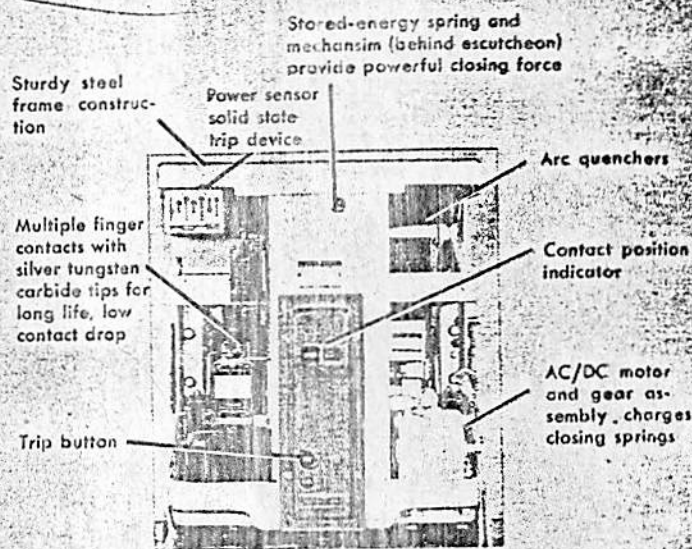 Stored-energy spring and
mechansim (behind escutcheon)
provide powerful closing force
Sturdy steel
frame construc-
tion
Power sensor
solid state
trip device
Arc quenchers
Multiple finger
contacts with
silver tungsten
carbide tips for
long life, low
contact drop
Contact position
indicator
AC/DC motor
and gear as-
sembly, charges
closing springs
Trip button